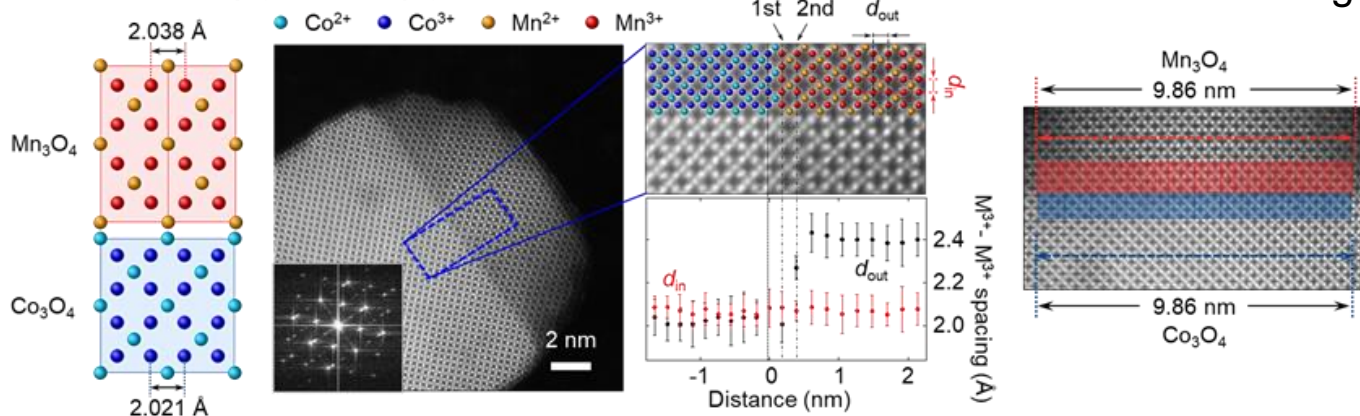 2.038 Å
Mn₃O₄
Co₃O₄
2.021 Å
Co²⁺ Co³⁺ Mn²⁺ Mn³⁺
2 nm
1st 2nd d_out
d_in
d_in
d_out
2.4
2.2
2.0
M³⁺- M³⁺ spacing (Å)
-1 0 1 2
Distance (nm)
Mn₃O₄
9.86 nm
9.86 nm
Co₃O₄